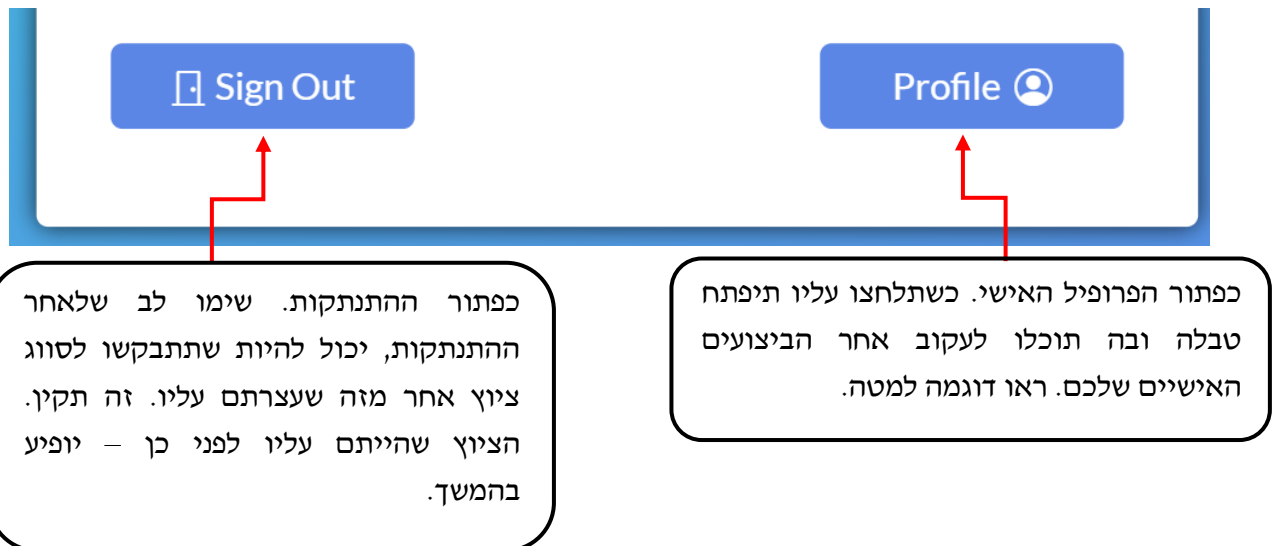 Sign Out
Profile
כפתור הפרופיל האישי. כשתלחצו עליו תיפתח
טבלה ובה תוכלו לעקוב אחר הביצועים
האישיים שלכם. ראו דוגמה למטה.
כפתור ההתנתקות. שימו לב שלאחר
ההתנתקות, יכול להיות שתתבקשו לסווג
ציוץ אחר מזה שעצרתם עליו. זה תקין.
הציוץ שהייתם עליו לפני כן – יופיע
בהמשך.